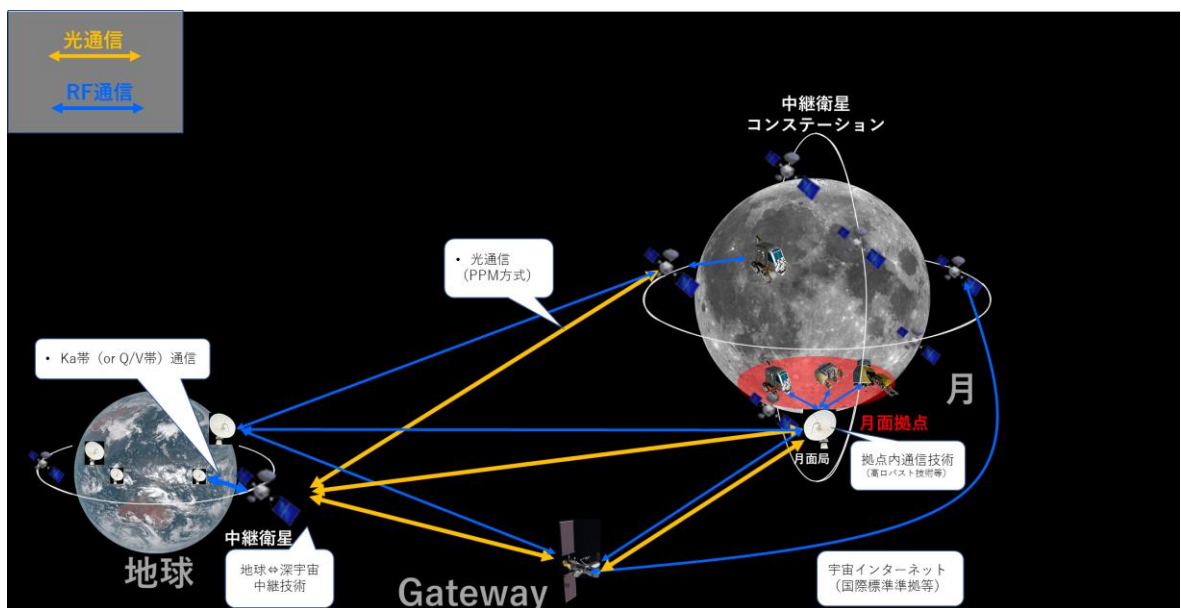 光通信
RF通信
中継衛星
コンステーション
• 光通信
（PPM方式）
• Ka帯（or Q/V帯）通信
月
月面拠点
月面局
拠点内通信技術
（高ロバスト技術等）
中継衛星
地球
地球⇔深宇宙
中継技術
Gateway
宇宙インターネット
（国際標準準拠等）